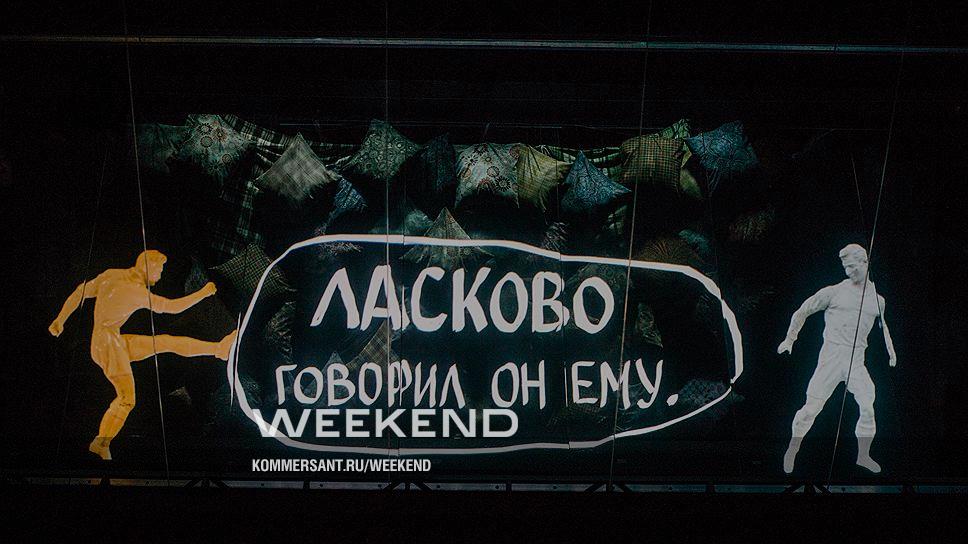 ЛАСКОВО
ГОВОРИЛ ОН ЕМУ.
WEEKEND
KOMMERSANT.RU/WEEKEND